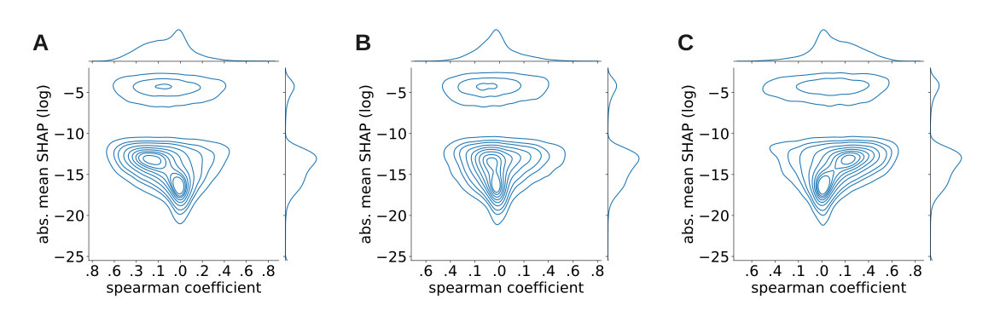 A
B
C
abs. mean SHAP (log)
−5
−10
−15
−20
−25
.8 .6 .3 .1 .0 .2 .4 .6 .8
spearman coefficient
abs. mean SHAP (log)
−5
−10
−15
−20
−25
.6 .4 .2 .0 .1 .4 .6 .8
spearman coefficient
abs. mean SHAP (log)
−5
−10
−15
−20
−25
.6 .4 .1 .0 .1 .4 .6 .8
spearman coefficient